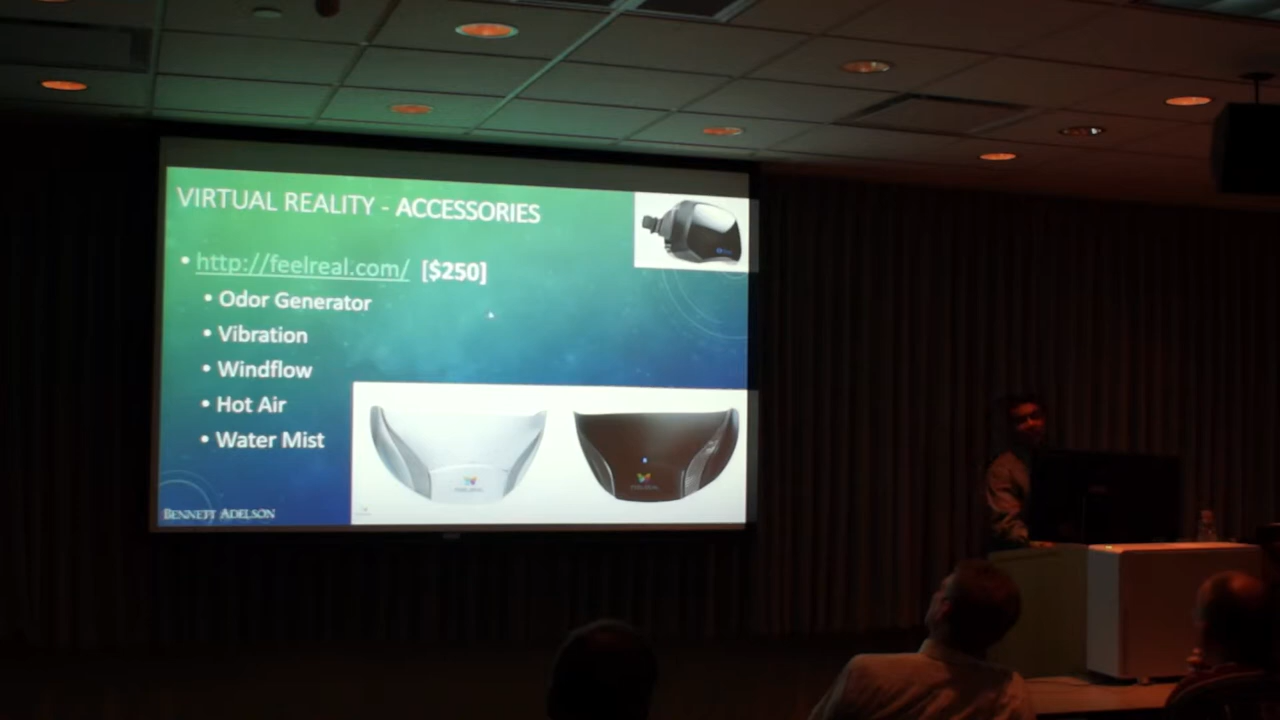 VIRTUAL REALITY - ACCESSORIES
• http://feelreal.com/ [$250]
• Odor Generator
• Vibration
• Windflow
• Hot Air
• Water Mist
BENNETT ADELSON